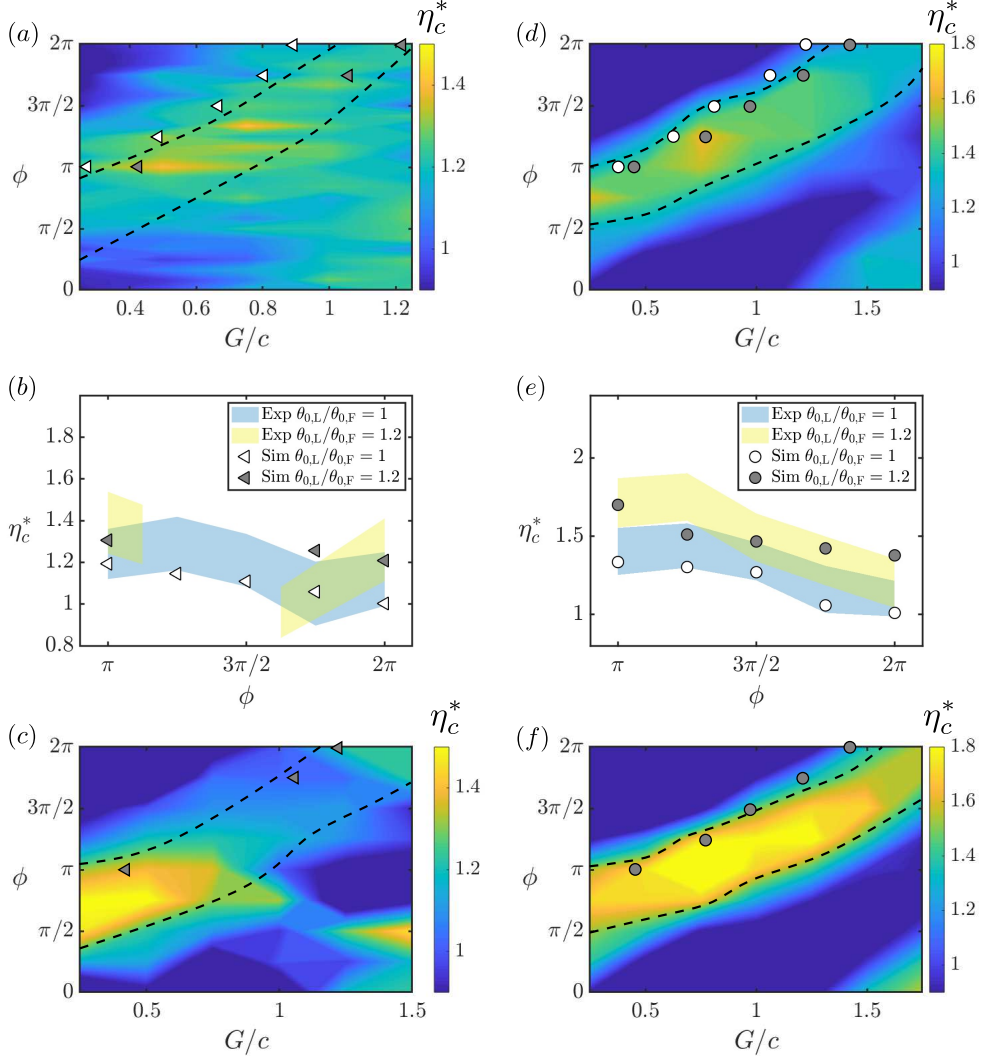 (a)
η*c
2π
3π/2
π
π/2
0
ϕ
0.4 0.6 0.8 1 1.2
G/c
1.4
1.2
1
(d)
η*c
2π
3π/2
π
π/2
0
ϕ
0.5 1 1.5
G/c
1.8
1.6
1.4
1.2
1
(b)
1.8
1.6
1.4
1.2
1
0.8
η*c
π 3π/2 2π
ϕ
Exp θ0,L/θ0,F = 1
Exp θ0,L/θ0,F = 1.2
Sim θ0,L/θ0,F = 1
Sim θ0,L/θ0,F = 1.2
(e)
2
1.5
1
η*c
π 3π/2 2π
ϕ
Exp θ0,L/θ0,F = 1
Exp θ0,L/θ0,F = 1.2
Sim θ0,L/θ0,F = 1
Sim θ0,L/θ0,F = 1.2
(c)
η*c
2π
3π/2
π
π/2
0
ϕ
0.5 1 1.5
G/c
1.4
1.2
1
(f)
η*c
2π
3π/2
π
π/2
0
ϕ
0.5 1 1.5
G/c
1.8
1.6
1.4
1.2
1